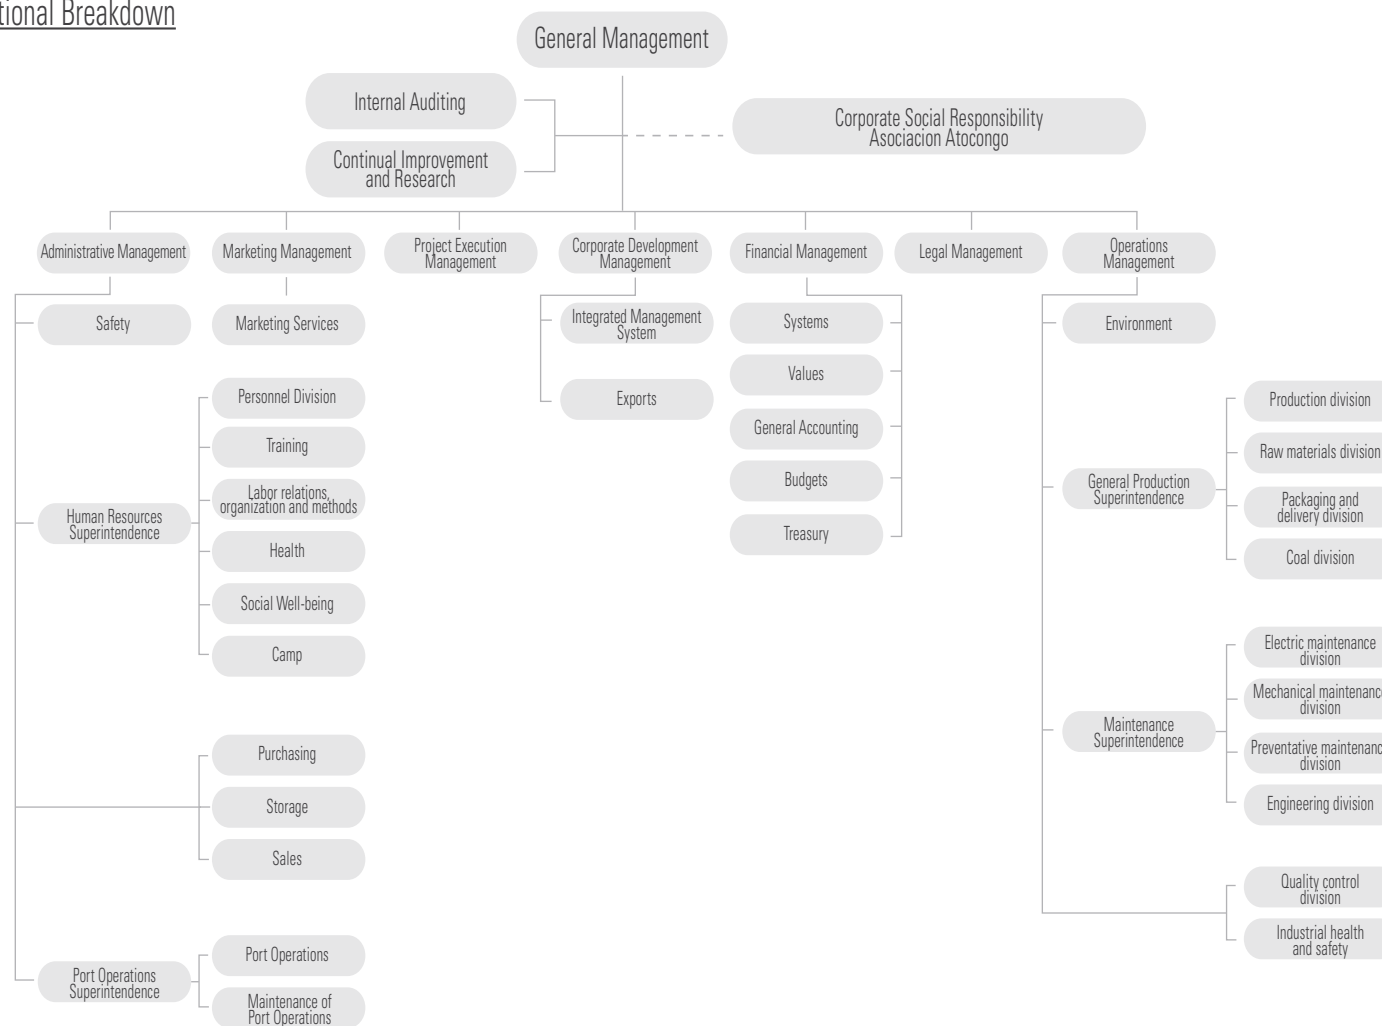 tional Breakdown
General Management
Internal Auditing
Continual Improvement
and Research
Corporate Social Responsibility
Asociacion Atocongo
Administrative Management
Marketing Management
Project Execution
Management
Corporate Development
Management
Financial Management
Legal Management
Operations
Management
Safety
Marketing Services
Integrated Management
System
Exports
Systems
Values
General Accounting
Budgets
Treasury
Environment
Human Resources
Superintendence
Personnel Division
Training
Labor relations,
organization and methods
Health
Social Well-being
Camp
Purchasing
Storage
Sales
Port Operations
Superintendence
Port Operations
Maintenance of
Port Operations
General Production
Superintendence
Production division
Raw materials division
Packaging and
delivery division
Coal division
Maintenance
Superintendence
Electric maintenance
division
Mechanical maintenance
division
Preventative maintenanc
division
Engineering division
Quality control
division
Industrial health
and safety